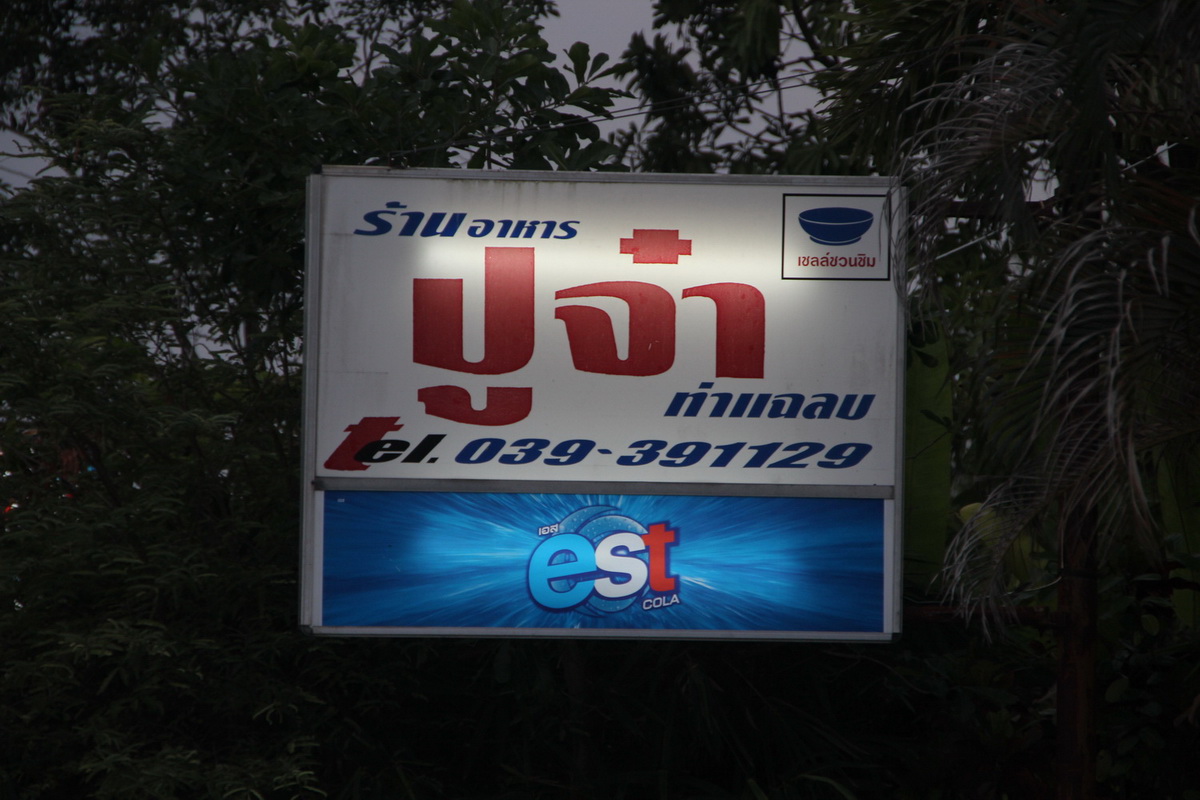 ร้านอาหาร
เชลล์ชวนชิม
ปูจ๋า
ท่าแฉลบ
tel. 039-391129
เอส
est
COLA